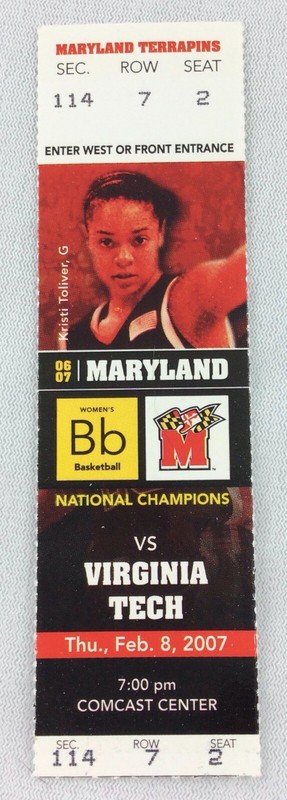 MARYLAND TERRAPINS
SEC. ROW SEAT
114 7 2
ENTER WEST OR FRONT ENTRANCE
Kristi Toliver, G
06
07 MARYLAND
WOMEN'S
Bb
Basketball
M
NATIONAL CHAMPIONS
VS
VIRGINIA
TECH
Thu., Feb. 8, 2007
7:00 pm
COMCAST CENTER
SEC. ROW SEAT
114 7 2